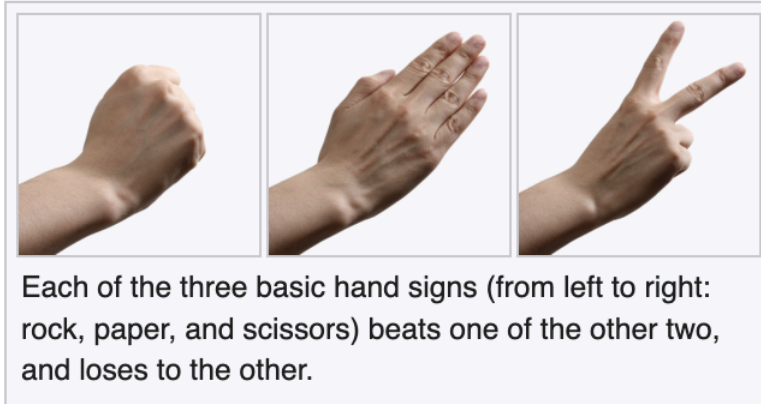 Each of the three basic hand signs (from left to right:
rock, paper, and scissors) beats one of the other two,
and loses to the other.